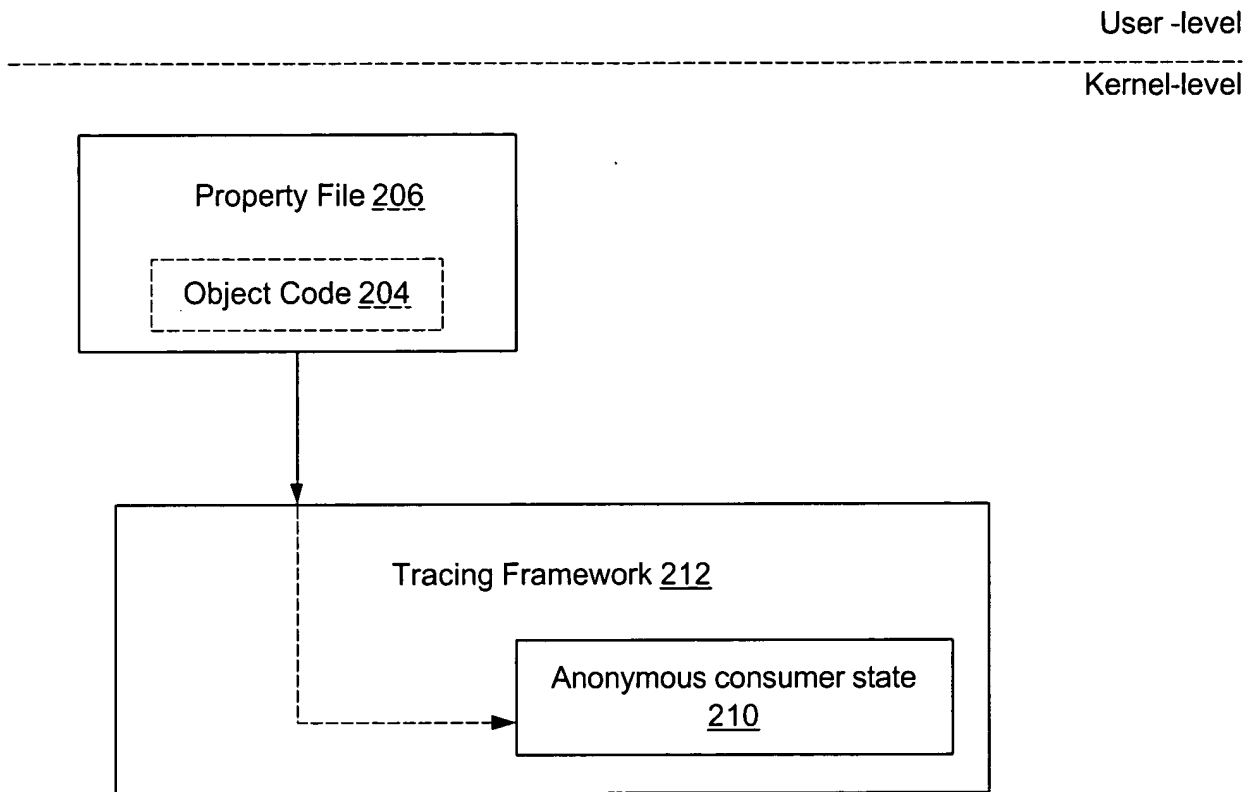 User -level
Kernel-level
Property File 206
Object Code 204
Tracing Framework 212
Anonymous consumer state
210